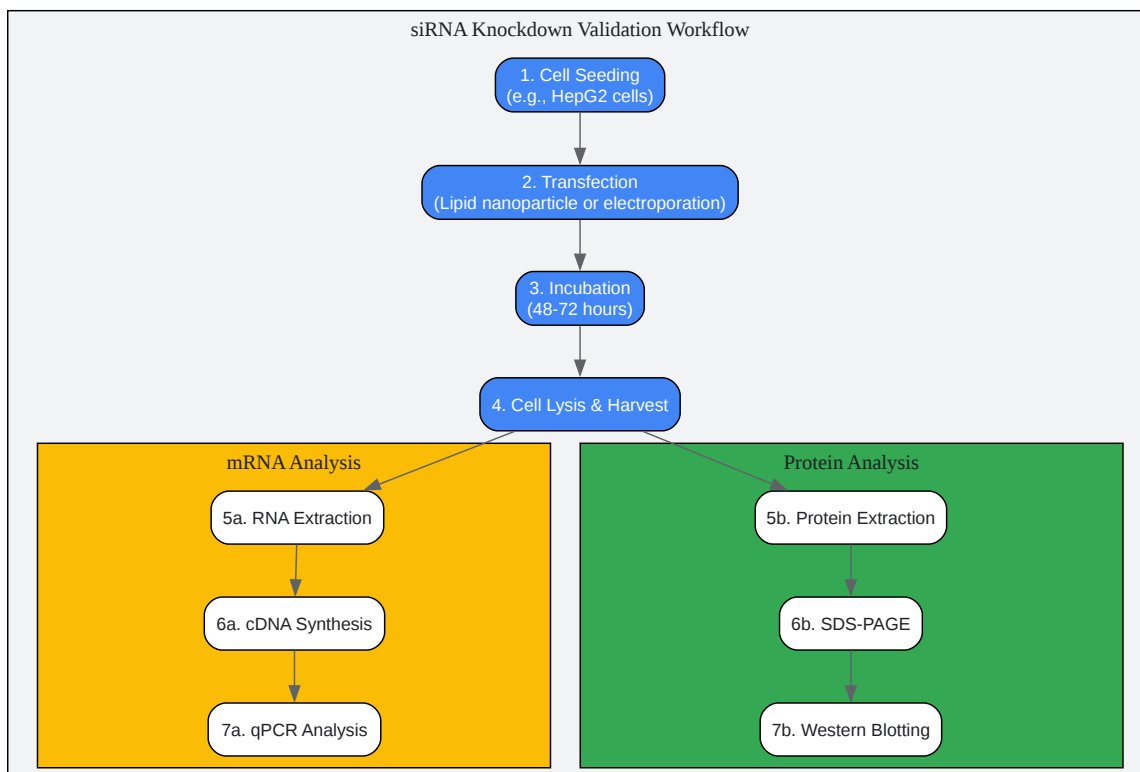 siRNA Knockdown Validation Workflow
1. Cell Seeding
(e.g., HepG2 cells)
2. Transfection
(Lipid nanoparticle or electroporation)
3. Incubation
(48-72 hours)
4. Cell Lysis & Harvest
mRNA Analysis
5a. RNA Extraction
6a. cDNA Synthesis
7a. qPCR Analysis
Protein Analysis
5b. Protein Extraction
6b. SDS-PAGE
7b. Western Blotting